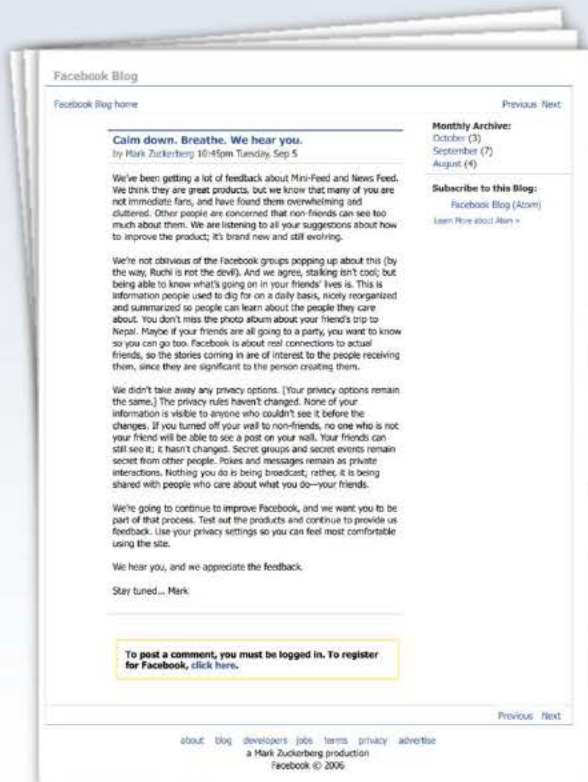 Facebook Blog
Facebook Blog home
Previous Next
Calm down. Breathe. We hear you.
by Mark Zuckerberg 10:45pm Tuesday, Sep 5
We've been getting a lot of feedback about Mini-Feed and News Feed.
We think they are great products, but we know that many of you are
not immediate fans, and have found them overwhelming and
cluttered. Other people are concerned that non-friends can see too
much about them. We are listening to all your suggestions about how
to improve the product; it's brand new and still evolving.
We're not oblivious of the Facebook groups popping up about this (by
the way, Ruchi is not the devil). And we agree, stalking isn't cool; but
being able to know what's going on in your friends' lives is. This is
information people used to dig for on a daily basis, nicely reorganized
and summarized so people can learn about the people they care
about. You don't miss the photo album about your friend's trip to
Nepal. Maybe if your friends are all going to a party, you want to know
so you can go too. Facebook is about real connections to actual
friends, so the stories coming in are of interest to the people receiving
them, since they are significant to the person creating them.
We didn't take away any privacy options. [Your privacy options remain
the same.] The privacy rules haven't changed. None of your
information is visible to anyone who couldn't see it before the
changes. If you turned off your wall to non-friends, no one who is not
your friend will be able to see a post on your wall. Your friends can
still see it; it hasn't changed. Secret groups and secret events remain
secret from other people. Pokes and messages remain as private
interactions. Nothing you do is being broadcast; rather, it is being
shared with people who care about what you do—your friends.
We're going to continue to improve Facebook, and we want you to be
part of that process. Test out the products and continue to provide us
feedback. Use your privacy settings so you can feel most comfortable
using the site.
We hear you, and we appreciate the feedback.
Stay tuned... Mark
To post a comment, you must be logged in. To register
for Facebook, click here.
Monthly Archive:
October (3)
September (7)
August (4)
Subscribe to this Blog:
Facebook Blog (Atom)
Learn More about Atom »
Previous Next
about blog developers jobs terms privacy advertise
a Mark Zuckerberg production
Facebook © 2006